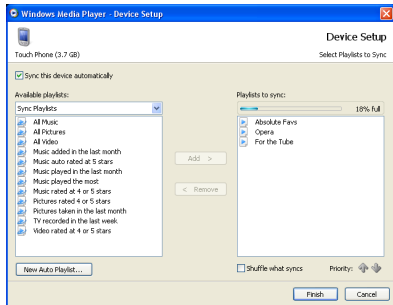 Windows Media Player - Device Setup
Device Setup
Touch Phone (3.7 GB)
Select Playlists to Sync
Sync this device automatically
Available playlists:
Sync Playlists
All Music
All Pictures
All Video
Music added in the last month
Music auto rated at 5 stars
Music played in the last month
Music played the most
Music rated at 4 or 5 stars
Pictures rated 4 or 5 stars
Pictures taken in the last month
TV recorded in the last week
Video rated at 4 or 5 stars
New Auto Playlist...
Add >
< Remove
Playlists to sync:
18% full
Absolute Favs
Opera
For the Tube
Shuffle what syncs
Priority:
Finish
Cancel